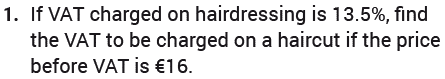 1. If VAT charged on hairdressing is 13.5%, find
the VAT to be charged on a haircut if the price
before VAT is €16.